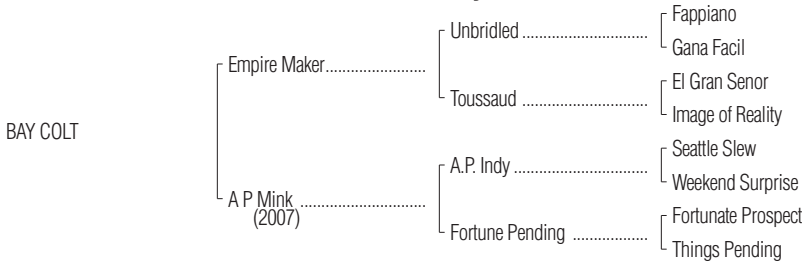 Fappiano
Unbridled ..............................
Gana Facil
Empire Maker........................
El Gran Senor
Toussaud ..............................
Image of Reality
BAY COLT
Seattle Slew
A.P. Indy ................................
Weekend Surprise
A P Mink ..............................
(2007)
Fortunate Prospect
Fortune Pending ..................
Things Pending